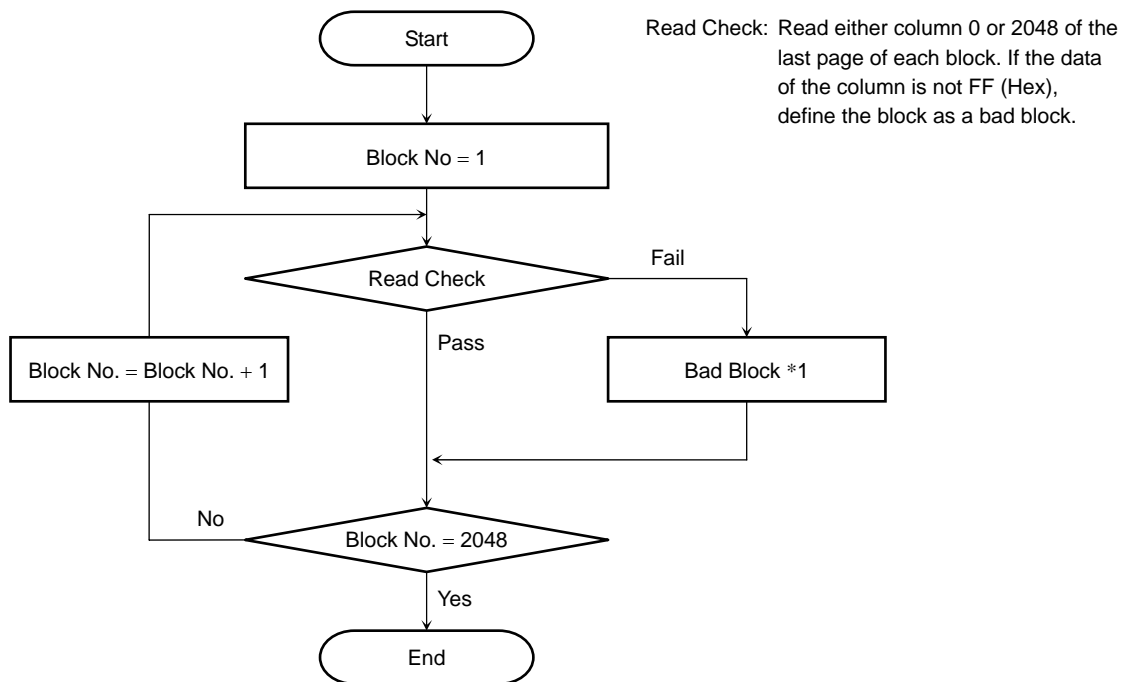 Start
Read Check: Read either column 0 or 2048 of the
last page of each block. If the data
of the column is not FF (Hex),
define the block as a bad block.
Block No = 1
Read Check
Fail
Pass
Block No. = Block No. + 1
Bad Block *1
No
Block No. = 2048
Yes
End